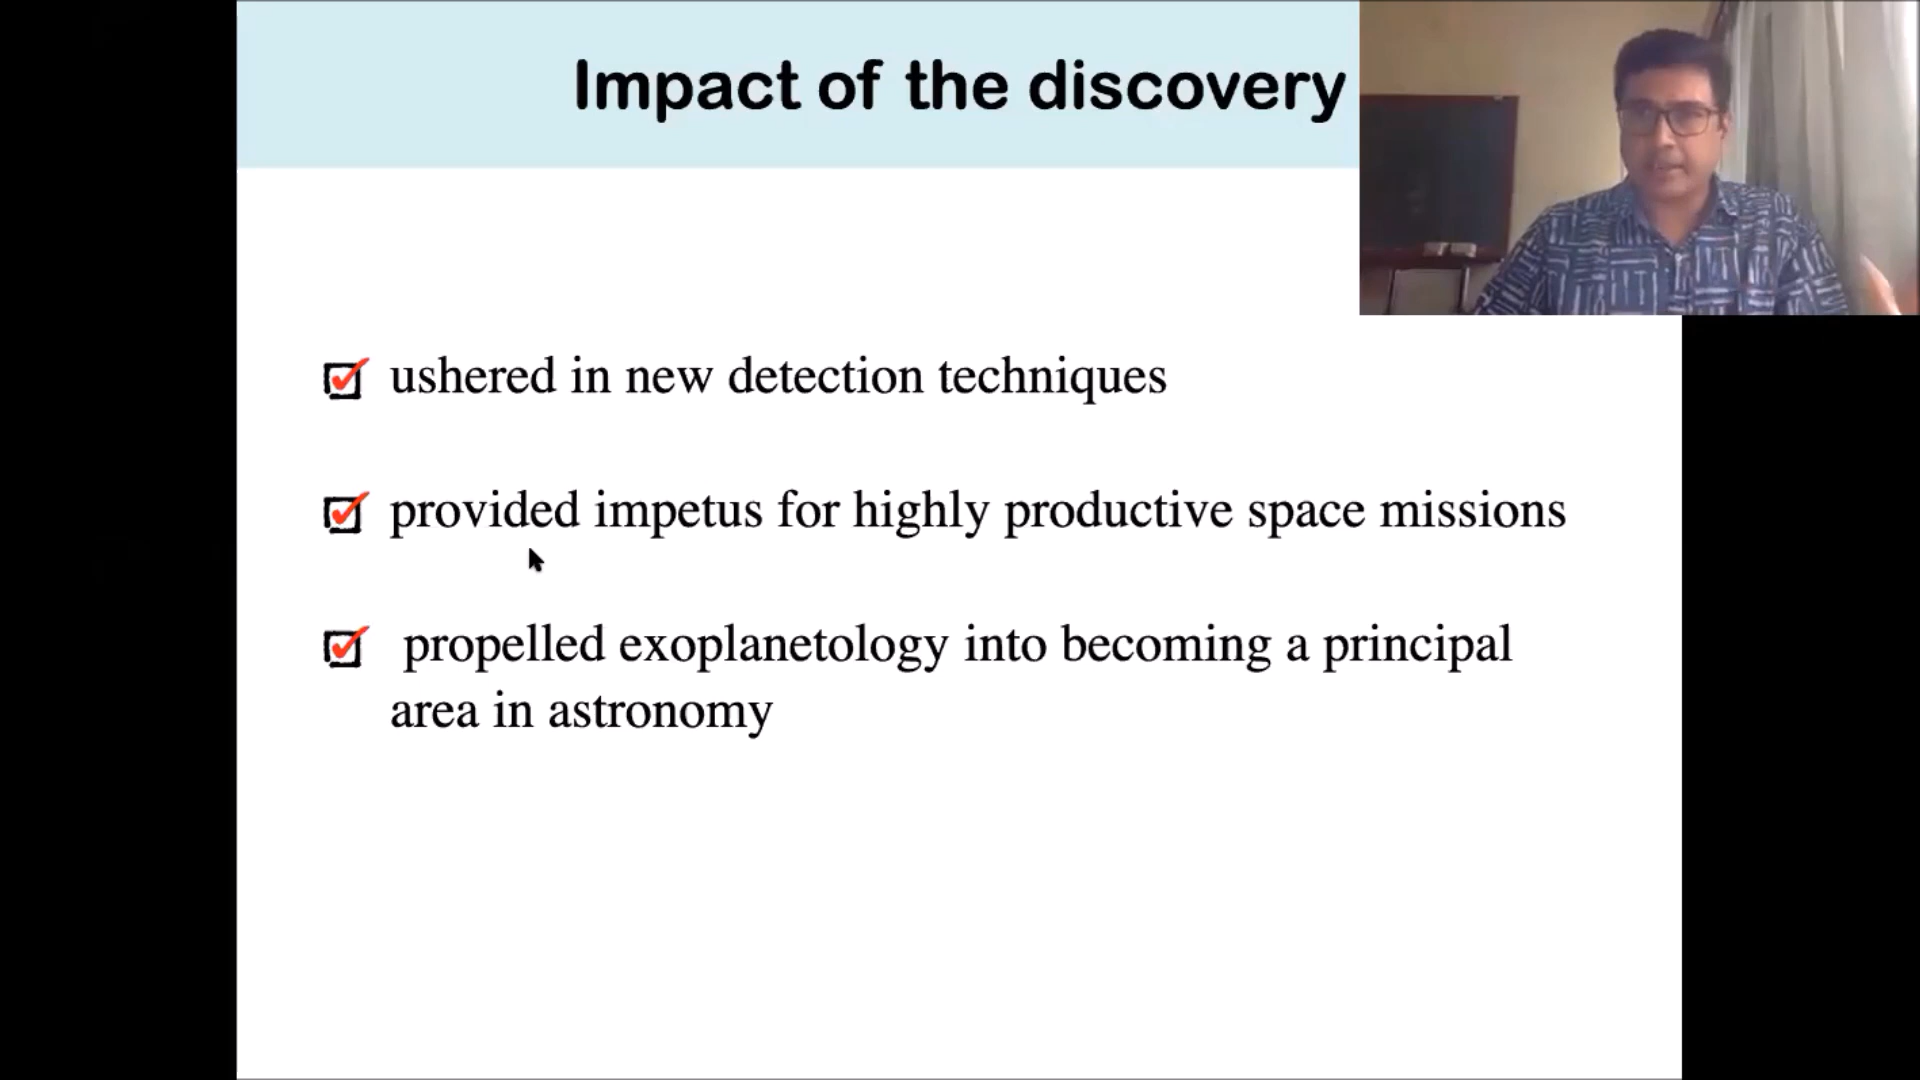 Impact of the discovery
ushered in new detection techniques
provided impetus for highly productive space missions
propelled exoplanetology into becoming a principal
area in astronomy